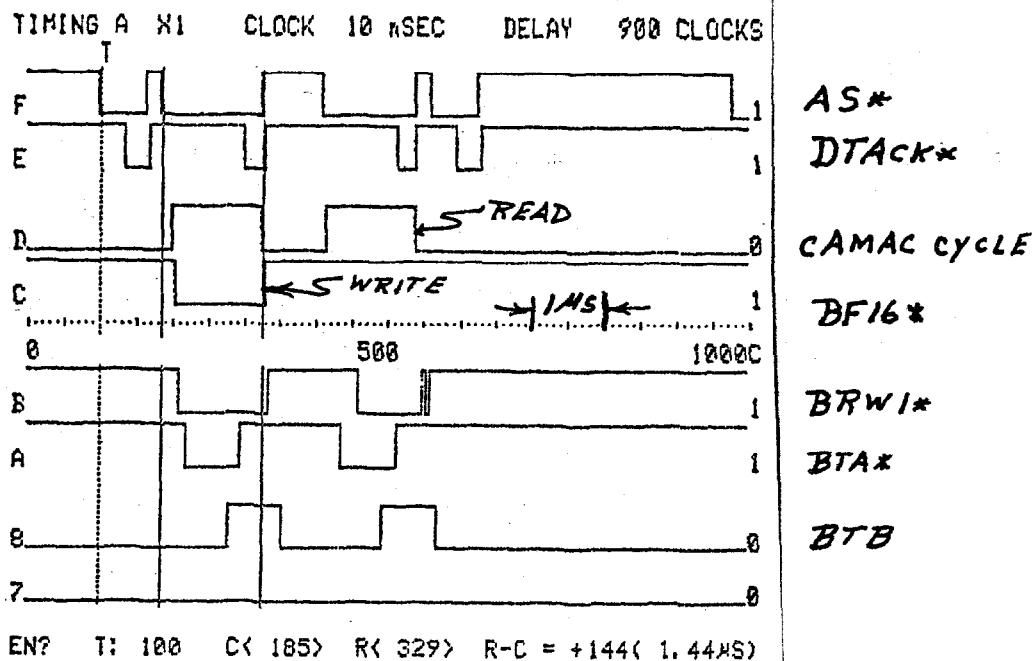 TIMING A X1 CLOCK 10 nSEC DELAY 900 CLOCKS
T
F 1 AS*
E 1 DTAck*
READ
D 0 CAMAC CYCLE
WRITE
C 1 BF16*
1μS
0 500 1000C
B 1 BRW1*
A 1 BTA*
8 0 BTB
7 0
EN? T: 100 C< 185> R< 329> R-C = +144( 1.44μS)